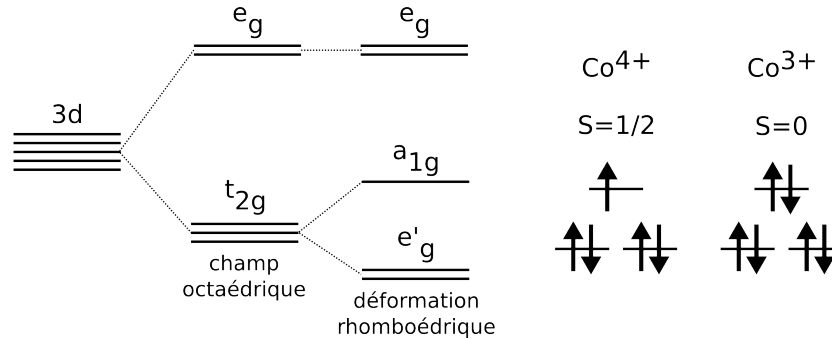 3d
e_g
t_2g
champ
octaédrique
e_g
a_1g
e'_g
déformation
rhomboédrique
Co^4+
S=1/2
Co^3+
S=0